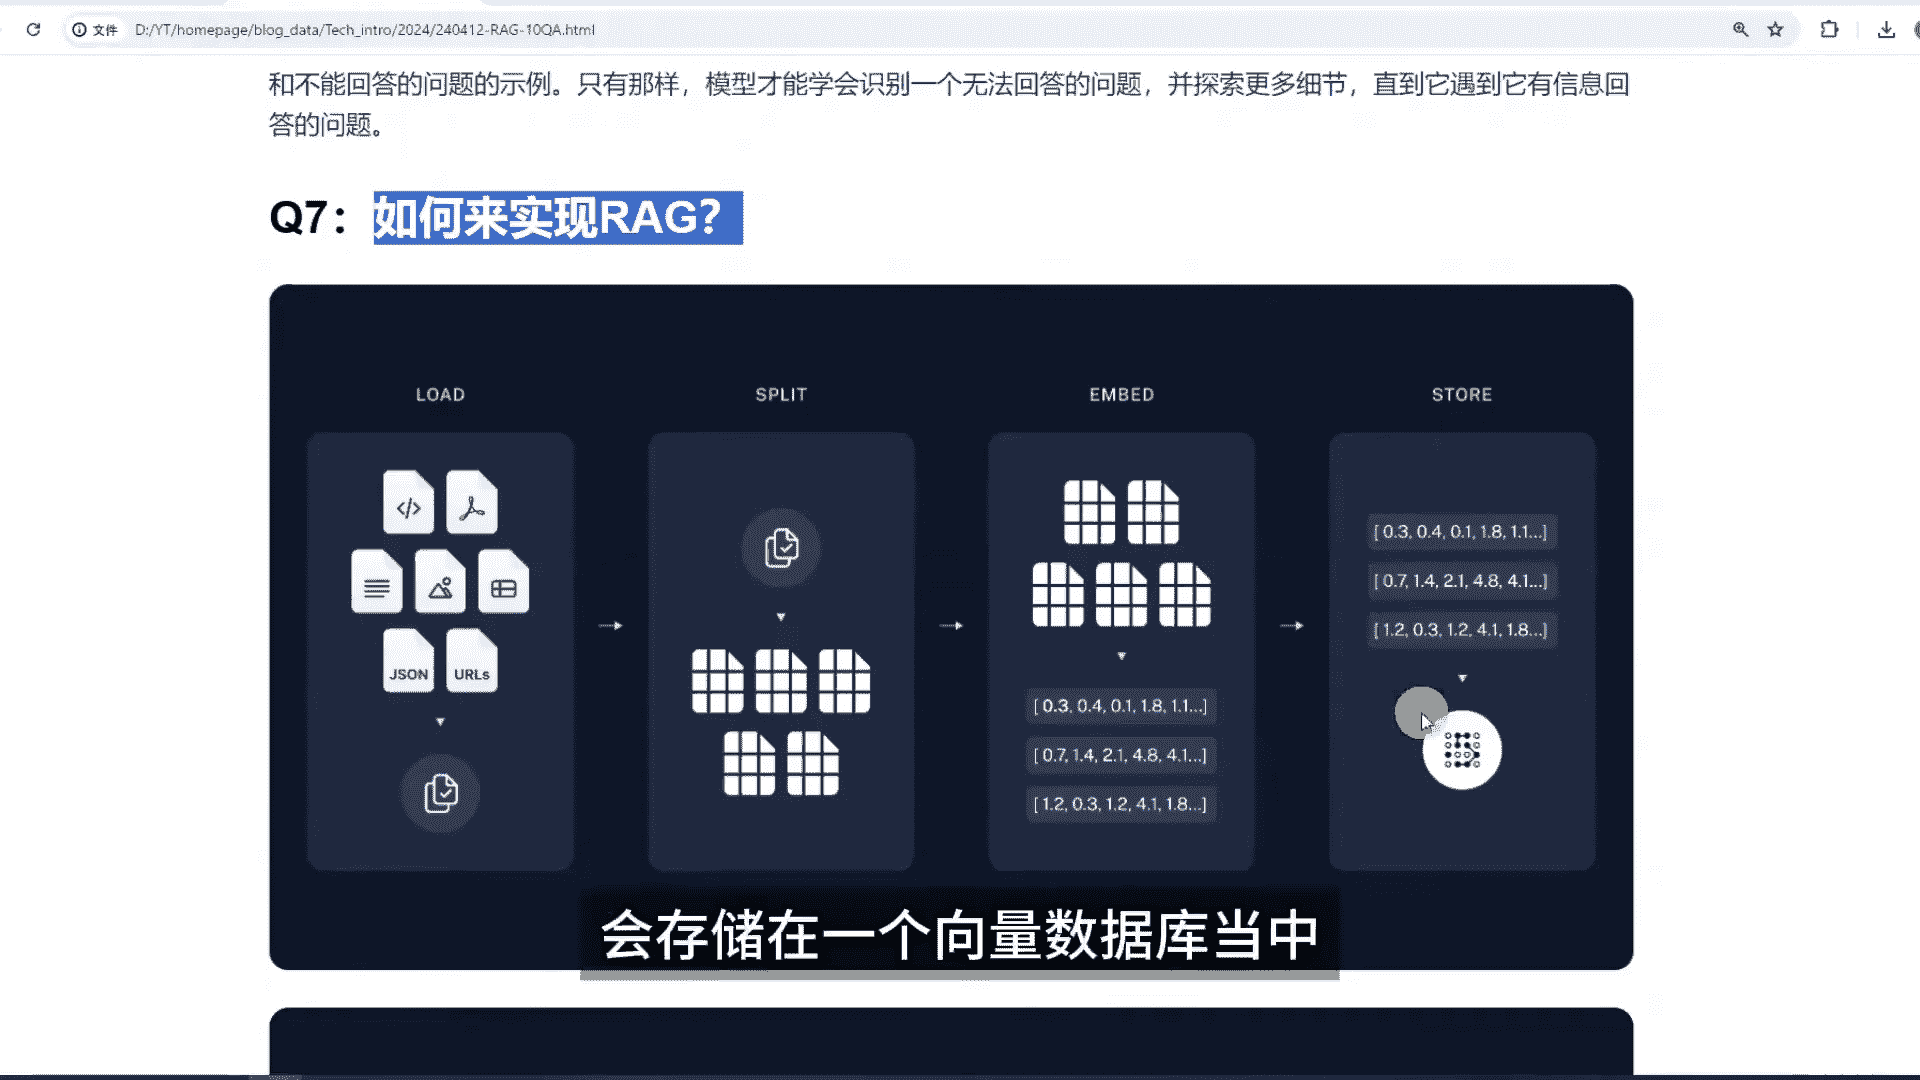 文件 D:/YT/homepage/blog_data/Tech_intro/2024/240412-RAG-10QA.html
和不能回答的问题的示例。只有那样，模型才能学会识别一个无法回答的问题，并探索更多细节，直到它遇到它有信息回
答的问题。
Q7：如何来实现RAG？
LOAD SPLIT EMBED STORE
</>
JSON URLs
[ 0.3, 0.4, 0.1, 1.8, 1.1...]
[ 0.7, 1.4, 2.1, 4.8, 4.1...]
[ 1.2, 0.3, 1.2, 4.1, 1.8...]
[ 0.3, 0.4, 0.1, 1.8, 1.1...]
[ 0.7, 1.4, 2.1, 4.8, 4.1...]
[ 1.2, 0.3, 1.2, 4.1, 1.8...]
会存储在一个向量数据库当中